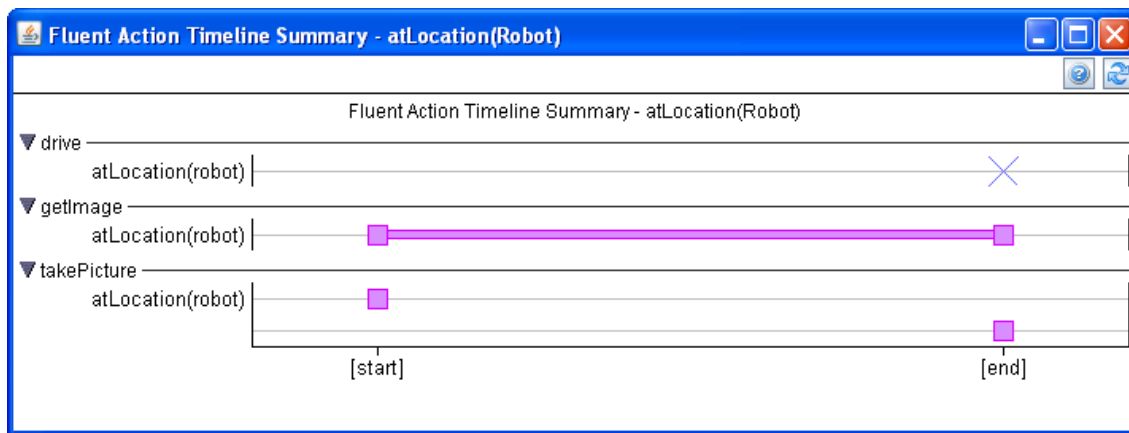 Fluent Action Timeline Summary - atLocation(Robot)
Fluent Action Timeline Summary - atLocation(Robot)
drive
atLocation(robot)
getImage
atLocation(robot)
takePicture
atLocation(robot)
[start] [end]